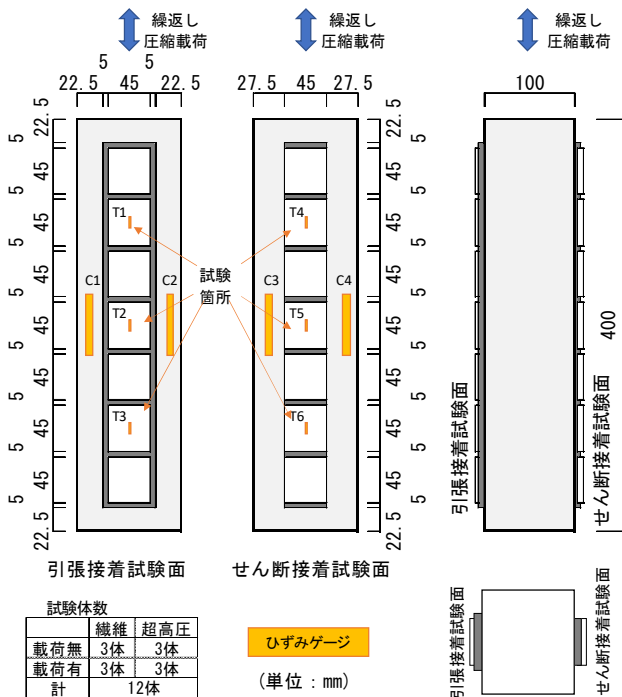 繰返し
圧縮載荷
繰返し
圧縮載荷
繰返し
圧縮載荷
5 5
22.5 45 22.5
27.5 45 27.5
100
22.5
5
45
5
45
5
45
5
45
5
45
5
45
5
45
5
22.5
22.5
5
45
5
45
5
45
5
45
5
45
5
45
5
45
5
22.5
400
T1
T2
T3
C1
C2
T4
T5
T6
C3
C4
試験
箇所
引張接着試験面
せん断接着試験面
引張接着試験面
せん断接着試験面
試験体数
繊維 超高圧
載荷無 3体 3体
載荷有 3体 3体
計 12体
ひずみゲージ
(単位：mm)
引張接着試験面
せん断接着試験面